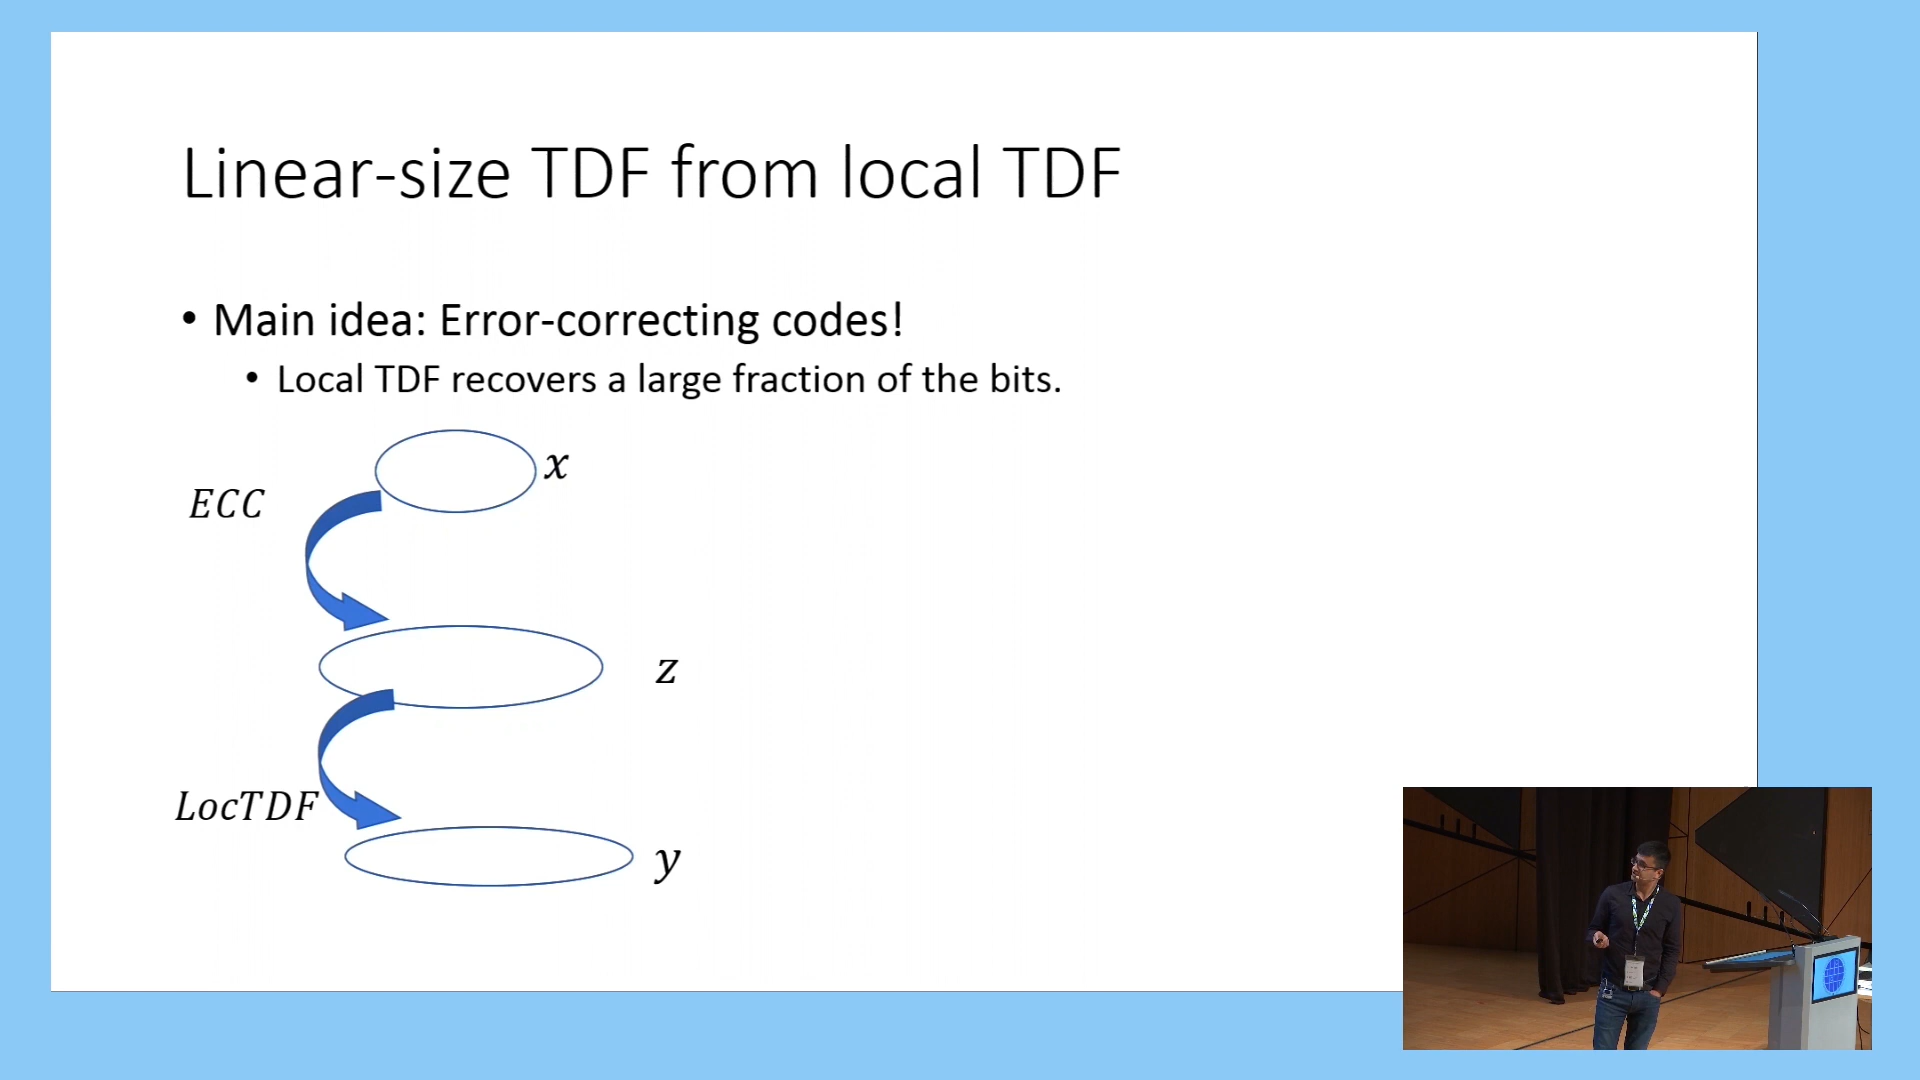 Linear-size TDF from local TDF
• Main idea: Error-correcting codes!
• Local TDF recovers a large fraction of the bits.
x
ECC
z
LocTDF
y